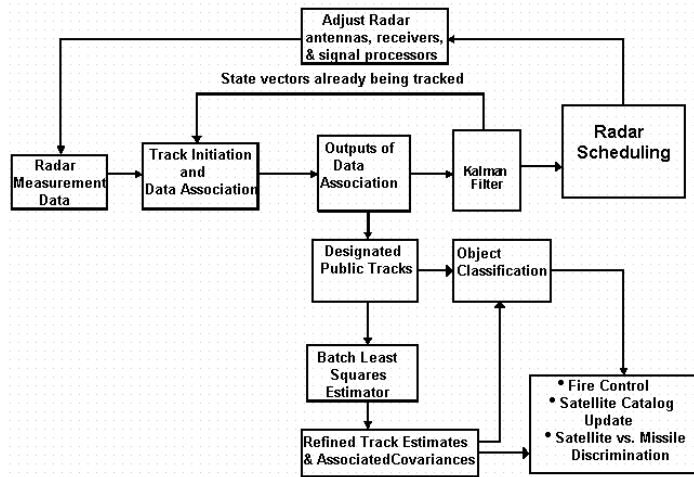 Adjust Radar
antennas, receivers,
& signal processors
State vectors already being tracked
Radar
Measurement
Data
Track Initiation
and
Data Association
Outputs of
Data
Association
Kalman
Filter
Radar
Scheduling
Designated
Public Tracks
Object
Classification
Batch Least
Squares
Estimator
Refined Track Estimates
& AssociatedCovariances
• Fire Control
• Satellite Catalog
Update
• Satellite vs. Missile
Discrimination